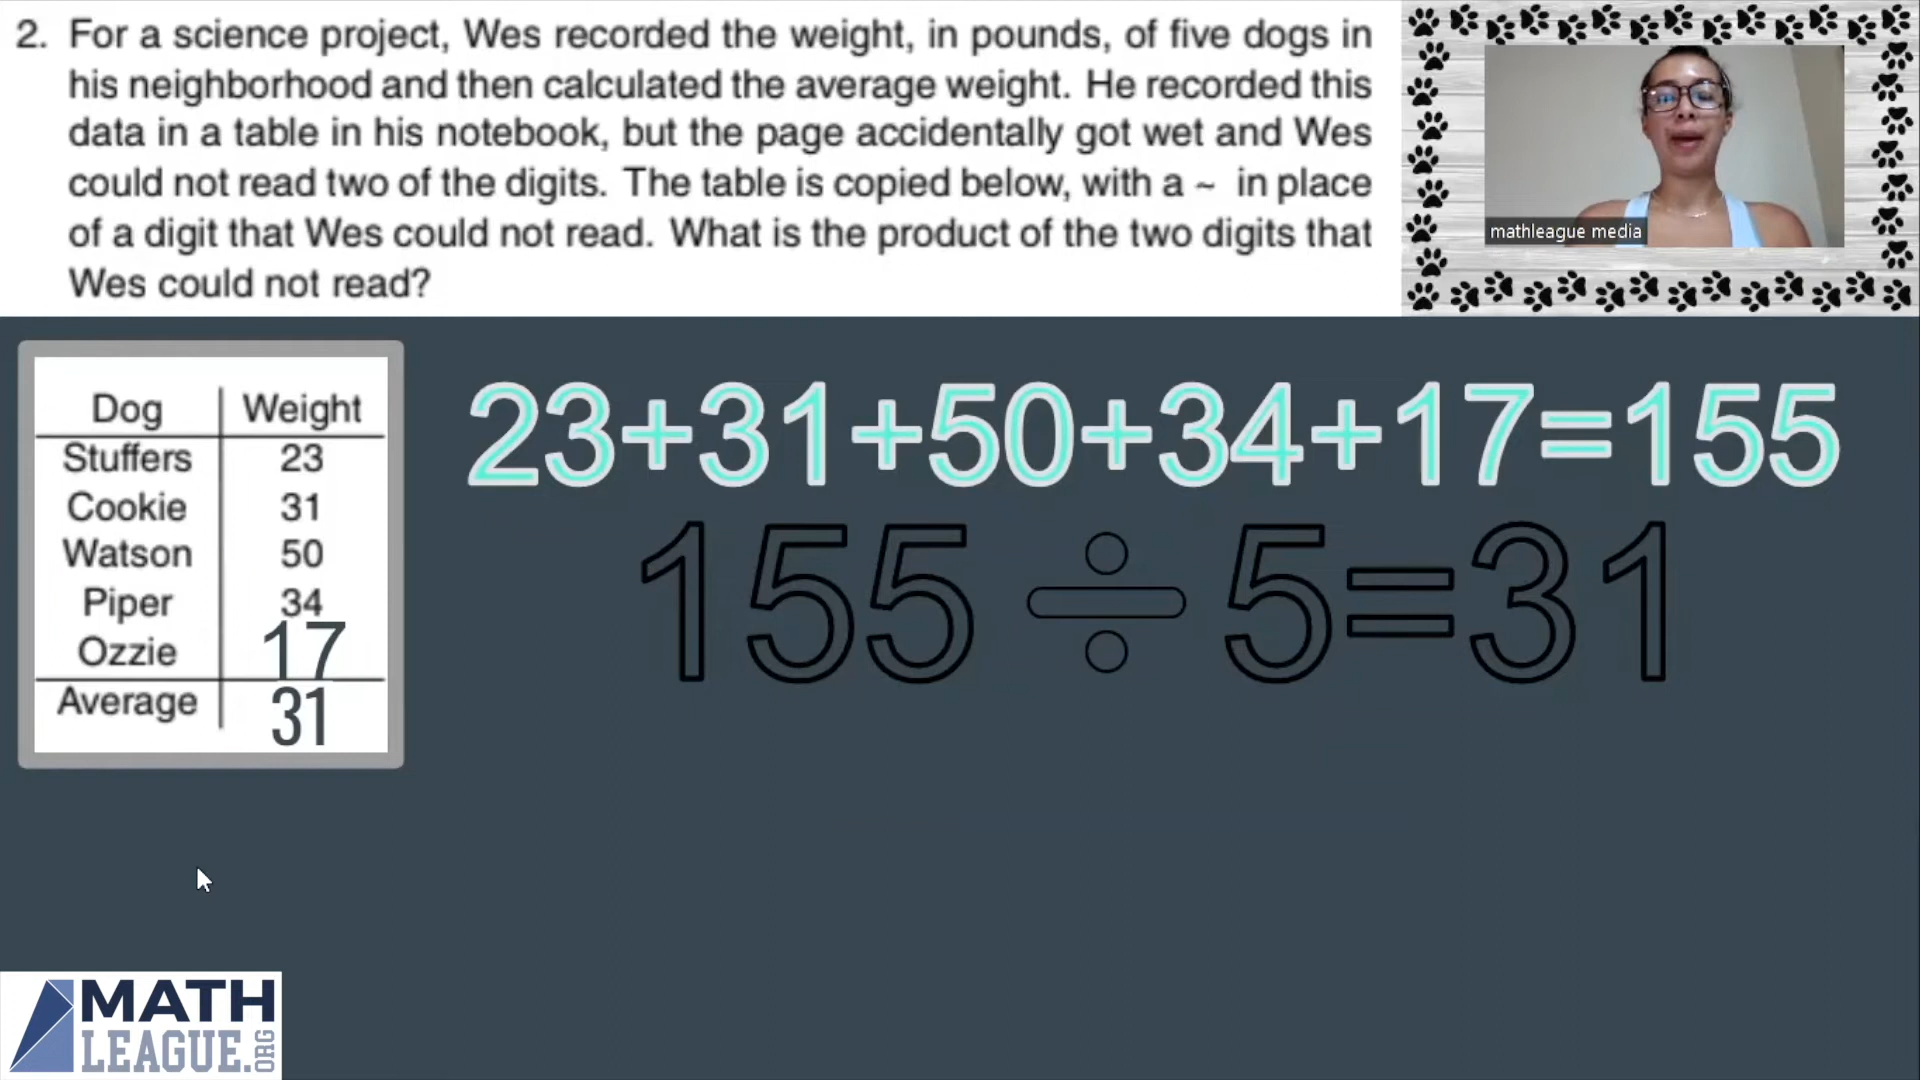 2. For a science project, Wes recorded the weight, in pounds, of five dogs in
his neighborhood and then calculated the average weight. He recorded this
data in a table in his notebook, but the page accidentally got wet and Wes
could not read two of the digits. The table is copied below, with a ~ in place
of a digit that Wes could not read. What is the product of the two digits that
Wes could not read?
mathleague media
Dog Weight
Stuffers 23
Cookie 31
Watson 50
Piper 34
Ozzie 17
Average 31
23+31+50+34+17=155
155÷5=31
MATH
LEAGUE.ORG